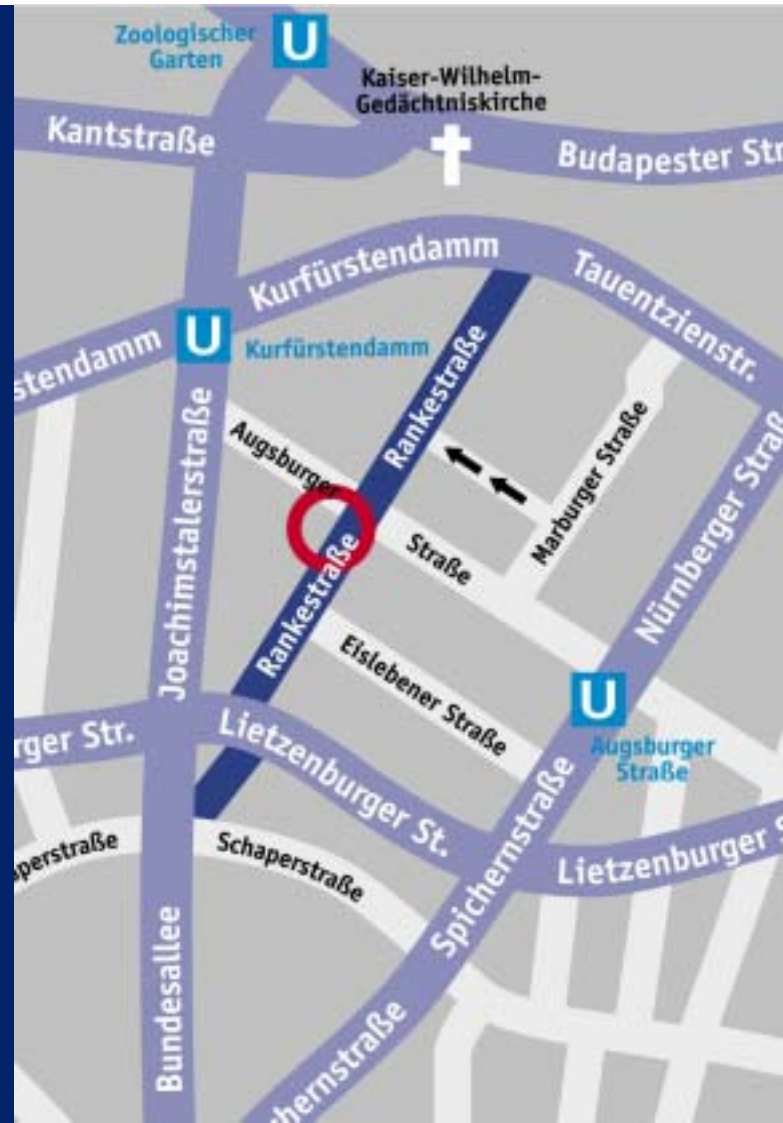 Zoologischer
Garten
U
Kaiser-Wilhelm-
Gedächtniskirche
Kantstraße
Budapester Str
Kurfürstendamm
Tauentzienstr.
stendamm
U
Kurfürstendamm
Rankestraße
Augsburger
Joachimstalerstraße
Marburger Straße
Nürnberger Straß
Straße
Rankestraße
Eislebener Straße
U
Augsburger
Straße
rger Str.
Lietzenburger St.
Lietzenburger S
perstraße
Schaperstraße
Spichernstraße
Bundesallee
hernstraße